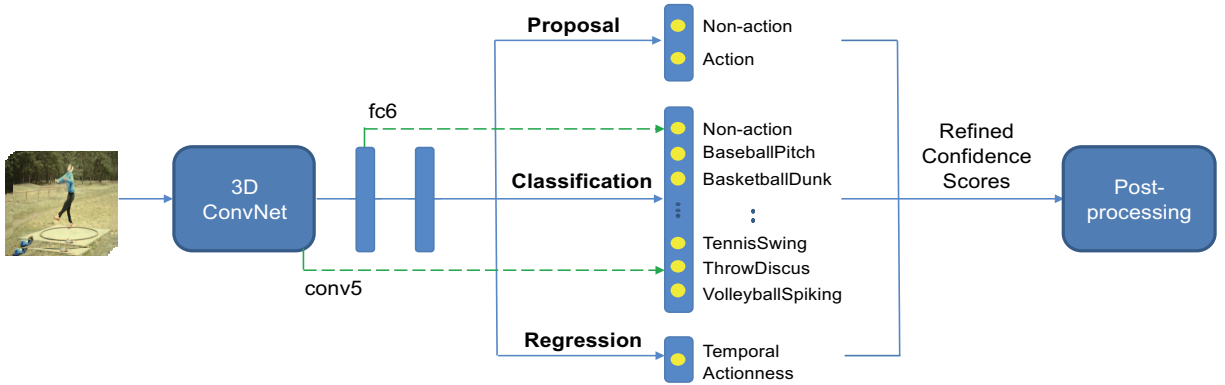 Proposal
Non-action
Action
fc6
3D
ConvNet
conv5
Classification
Non-action
BaseballPitch
BasketballDunk
TennisSwing
ThrowDiscus
VolleyballSpiking
Regression
Temporal
Actionness
Refined
Confidence
Scores
Post-
processing